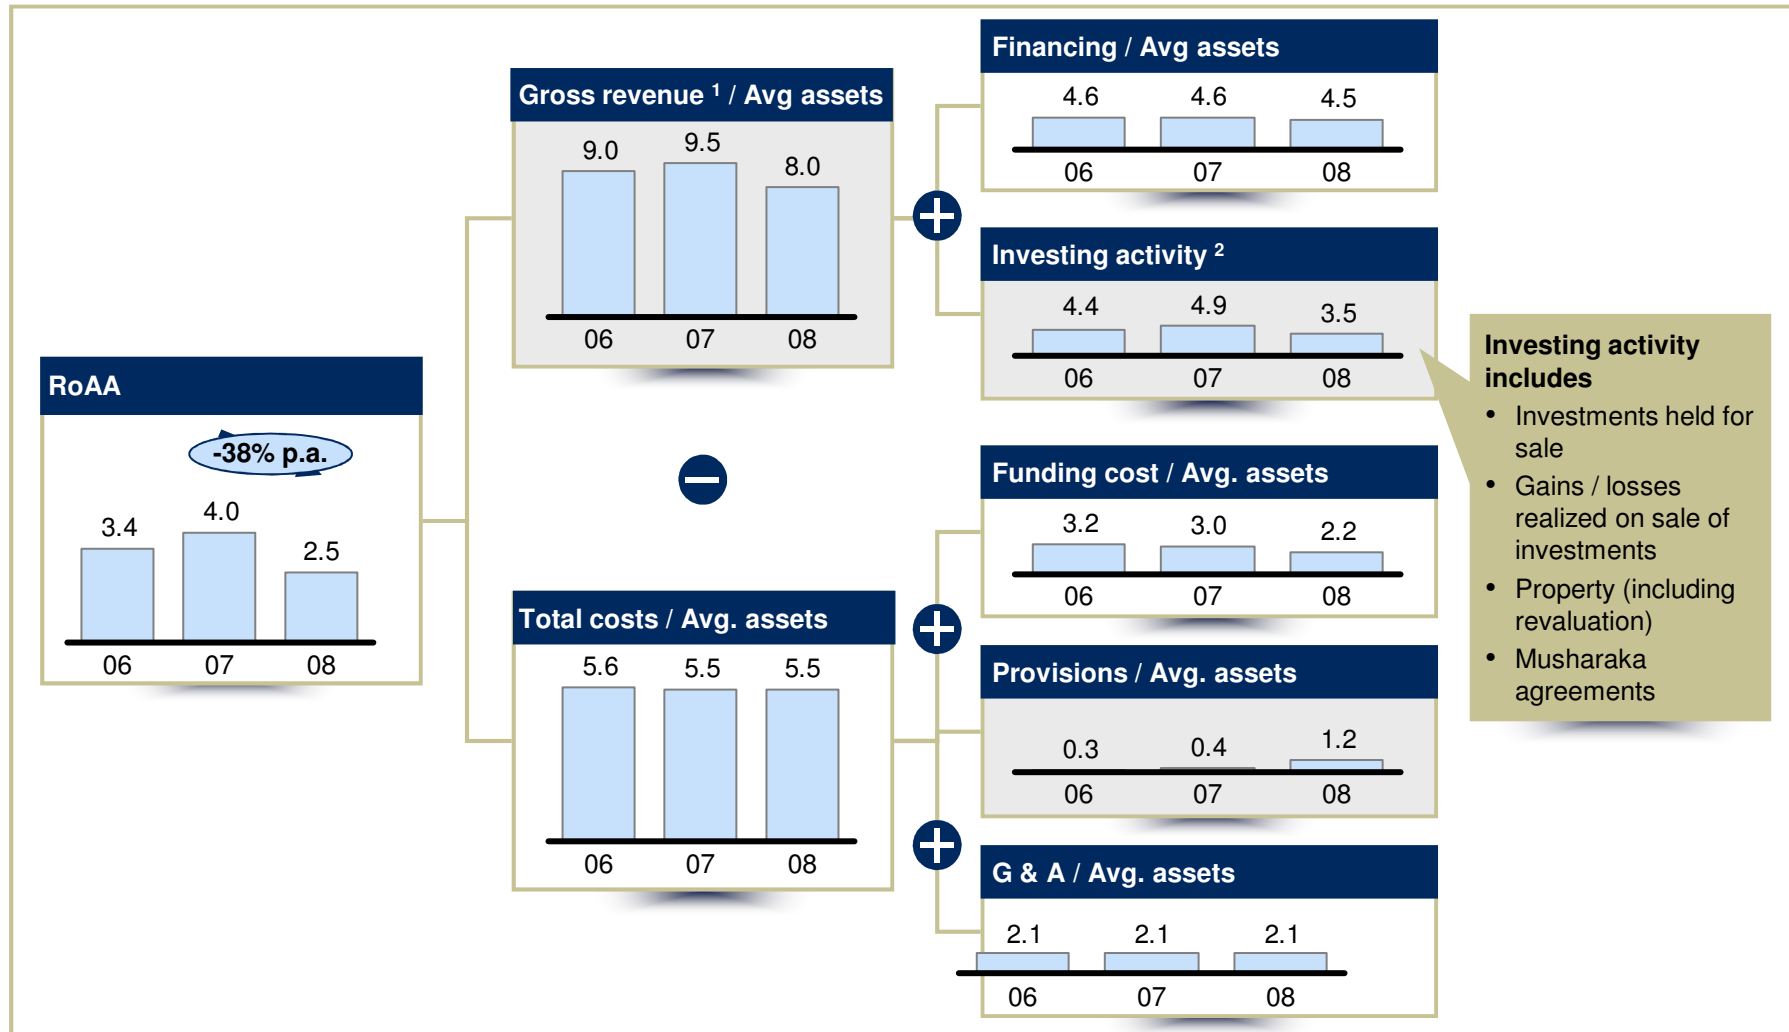 RoAA
-38% p.a.
3.4 4.0 2.5
06 07 08
Gross revenue 1 / Avg assets
9.0 9.5 8.0
06 07 08
Total costs / Avg. assets
5.6 5.5 5.5
06 07 08
Financing / Avg assets
4.6 4.6 4.5
06 07 08
Investing activity 2
4.4 4.9 3.5
06 07 08
Funding cost / Avg. assets
3.2 3.0 2.2
06 07 08
Provisions / Avg. assets
0.3 0.4 1.2
06 07 08
G & A / Avg. assets
2.1 2.1 2.1
06 07 08
Investing activity
includes
• Investments held for
sale
• Gains / losses
realized on sale of
investments
• Property (including
revaluation)
• Musharaka
agreements